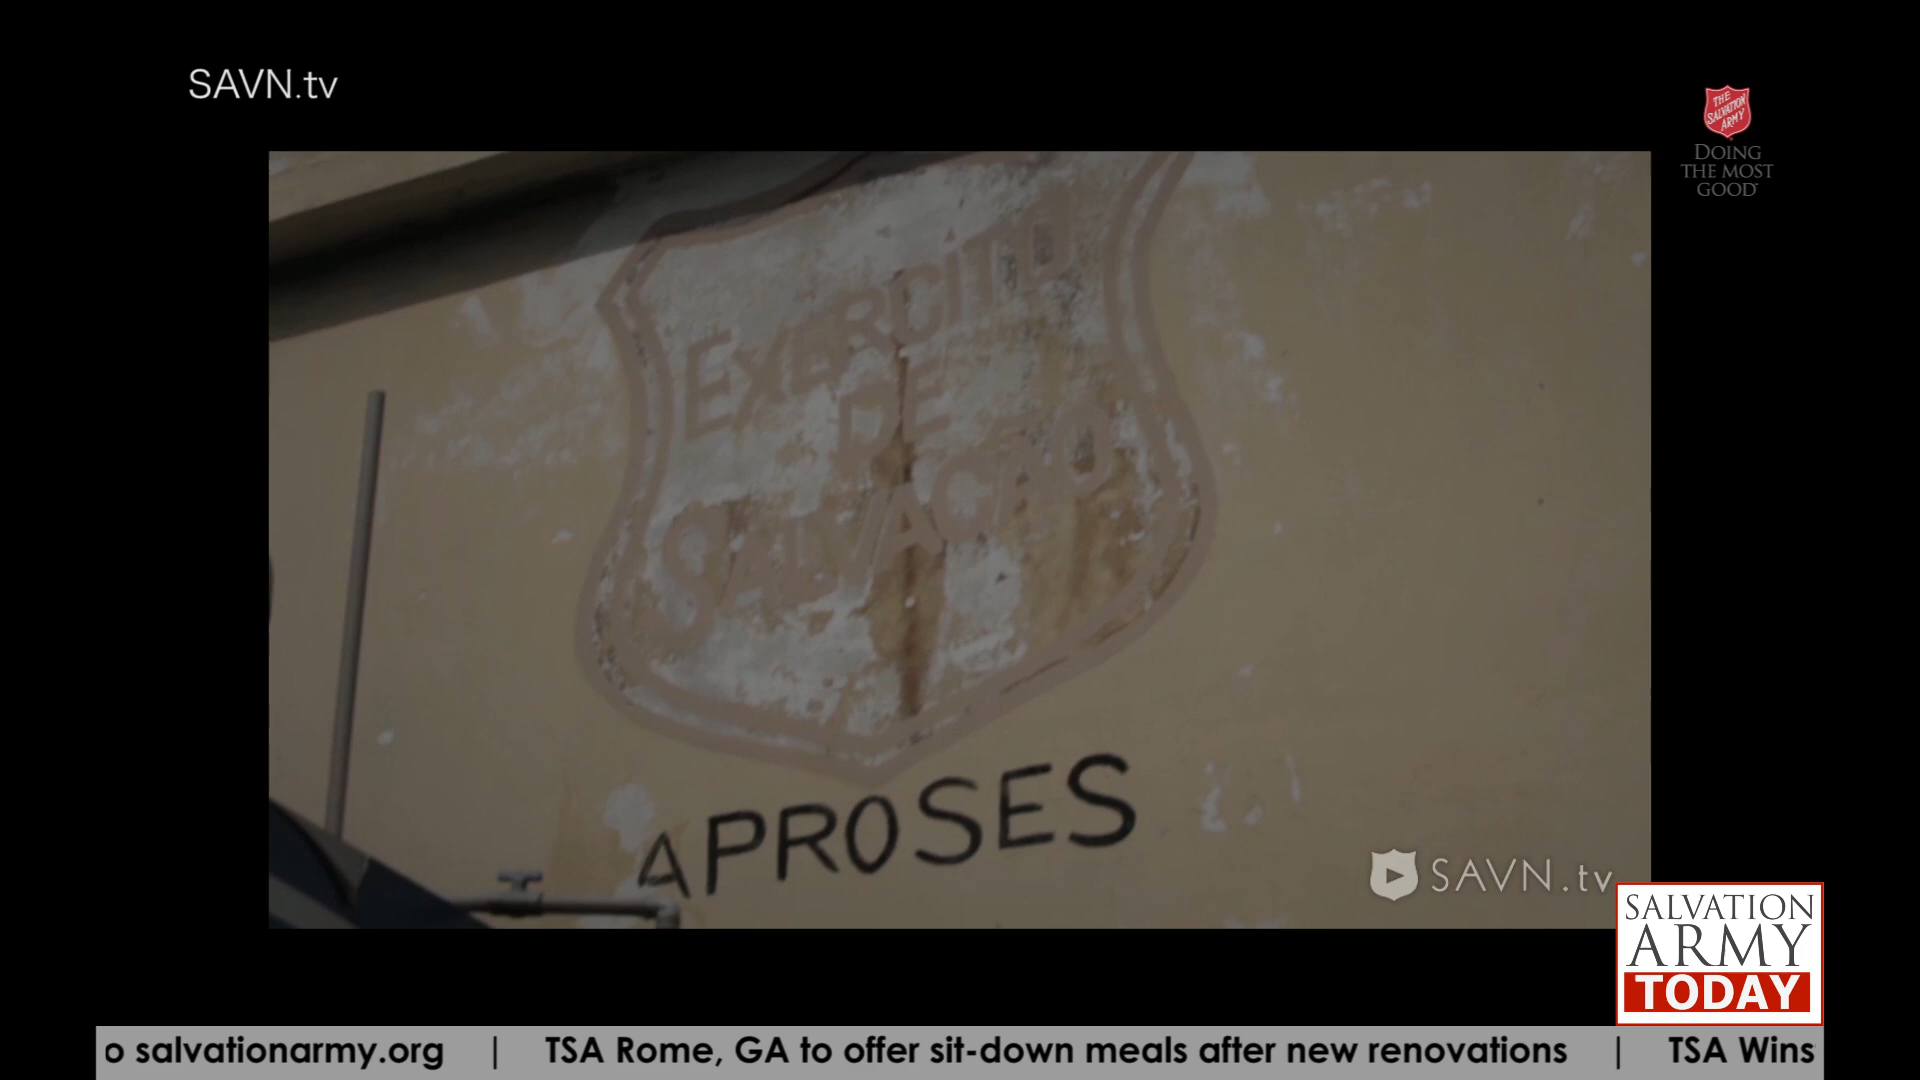 SAVN.tv
THE
SALVATION
ARMY
DOING
THE MOST
GOOD
EXERCITO
DE
SALVAÇÃO
APROSES
SAVN.tv
SALVATION
ARMY
TODAY
o salvationarmy.org | TSA Rome, GA to offer sit-down meals after new renovations | TSA Wins